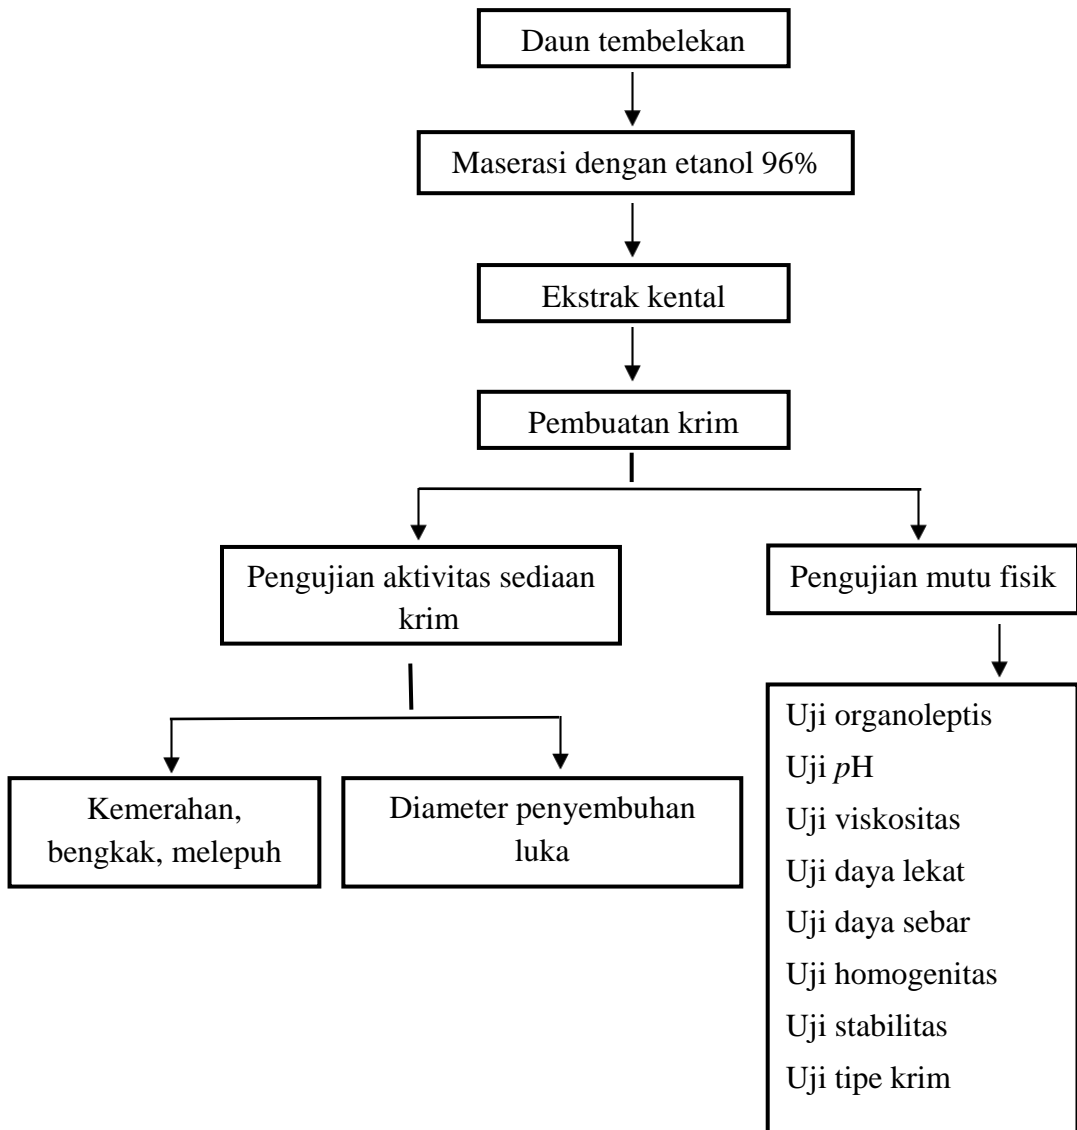 Daun tembelekan
Maserasi dengan etanol 96%
Ekstrak kental
Pembuatan krim
Pengujian aktivitas sediaan
krim
Pengujian mutu fisik
Kemerahan,
bengkak, melepuh
Diameter penyembuhan
luka
Uji organoleptis
Uji pH
Uji viskositas
Uji daya lekat
Uji daya sebar
Uji homogenitas
Uji stabilitas
Uji tipe krim